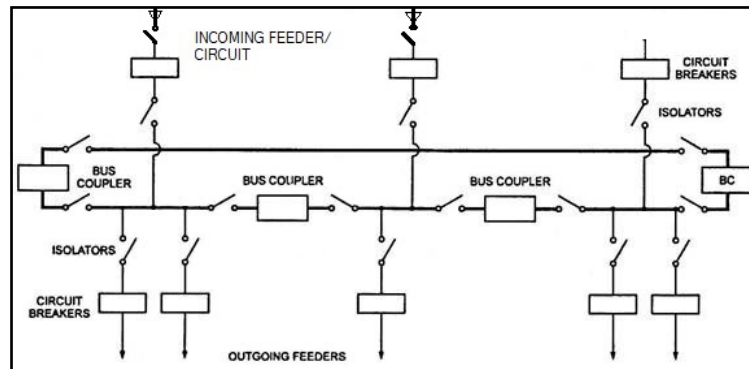 INCOMING FEEDER/
CIRCUIT
CIRCUIT
BREAKERS
ISOLATORS
BUS
COUPLER
BUS COUPLER
BUS COUPLER
BC
ISOLATORS
CIRCUIT
BREAKERS
OUTGOING FEEDERS